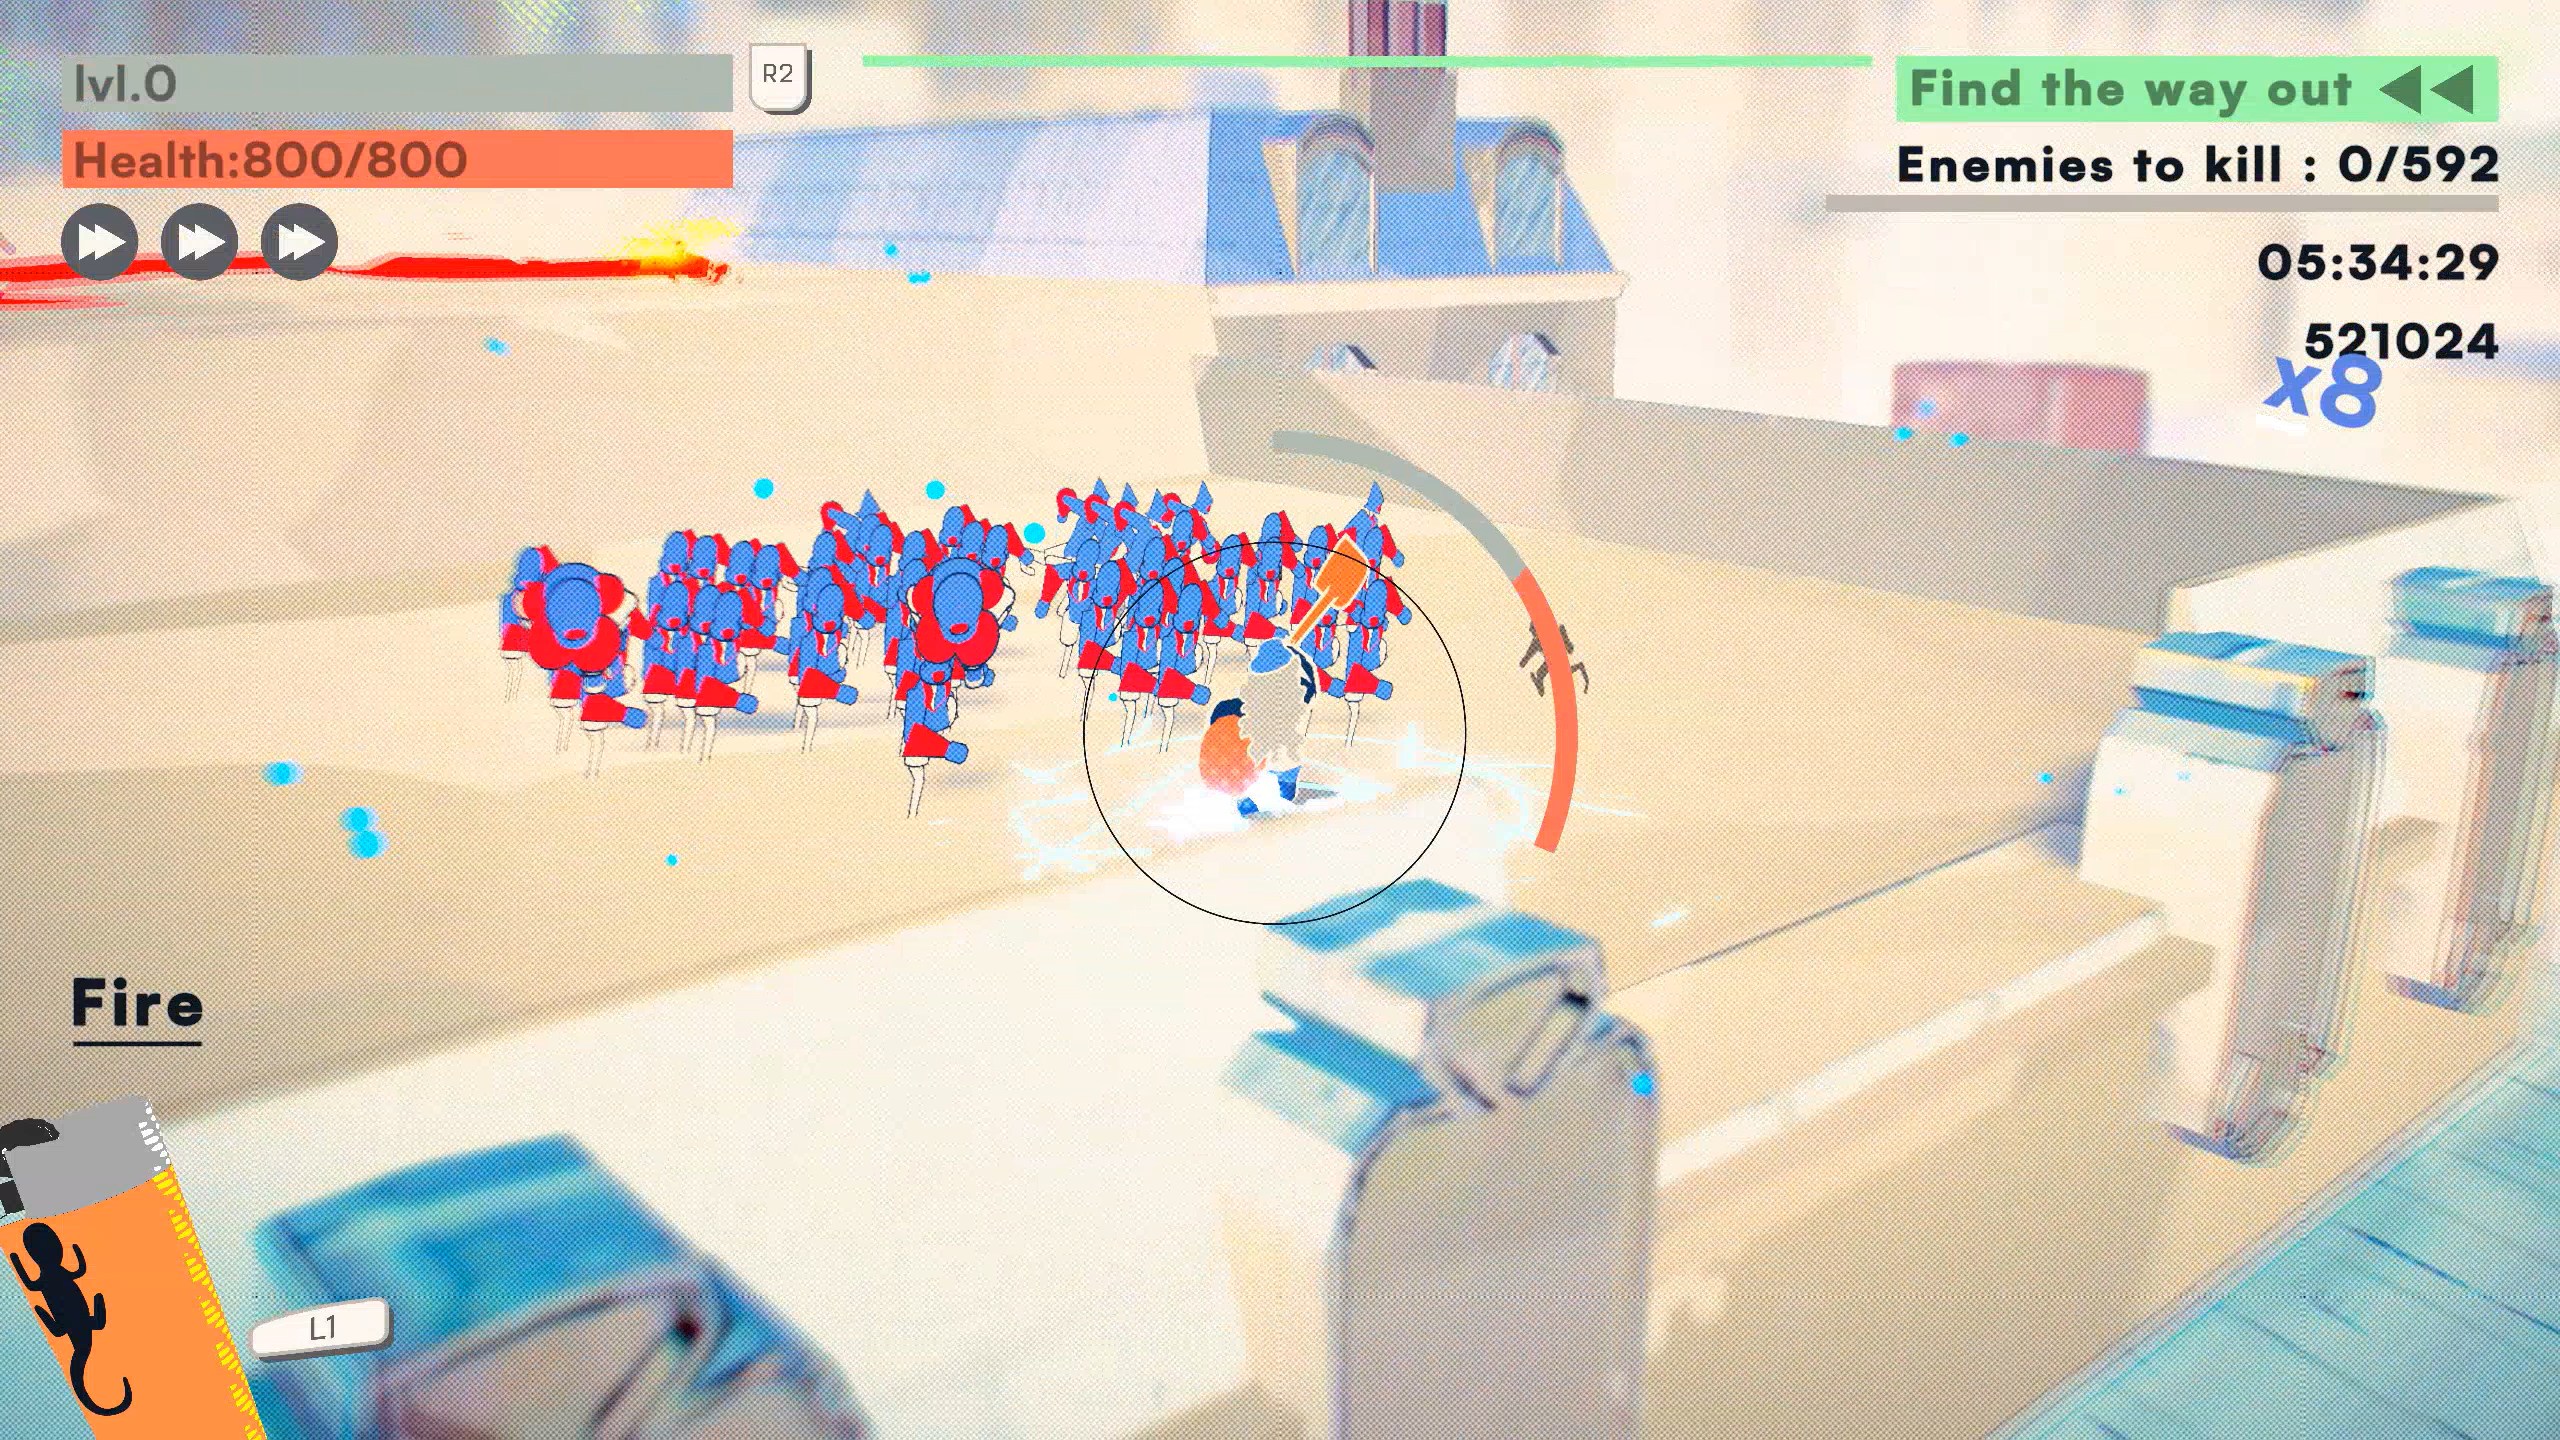 lvl.0
R2
Health:800/800
Find the way out
Enemies to kill : 0/592
05:34:29
521024
x8
Fire
L1